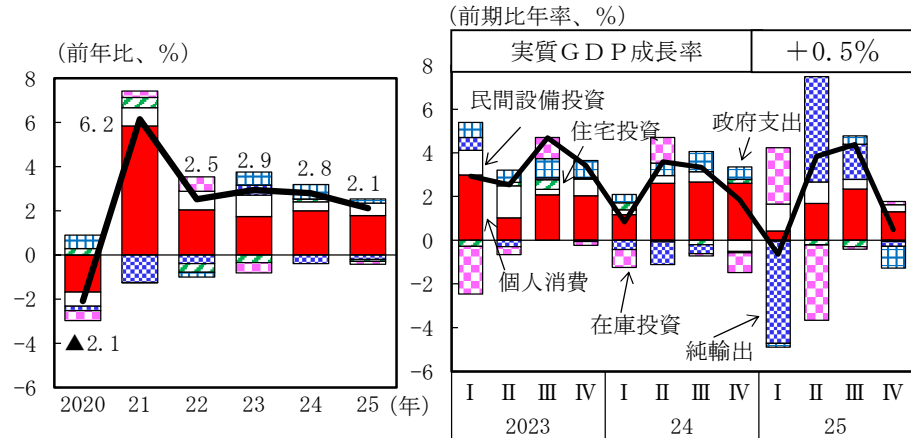 (前年比、%)
8
6
4
2
0
−2
−4
−6
6.2
2.5
2.9
2.8
2.1
▲2.1
2020 21 22 23 24 25 (年)
(前期比年率、%)
実質GDP成長率 +0.5%
8
6
4
2
0
−2
−4
−6
民間設備投資
住宅投資
政府支出
個人消費
在庫投資
純輸出
Ⅰ Ⅱ Ⅲ Ⅳ Ⅰ Ⅱ Ⅲ Ⅳ Ⅰ Ⅱ Ⅲ Ⅳ
2023 24 25